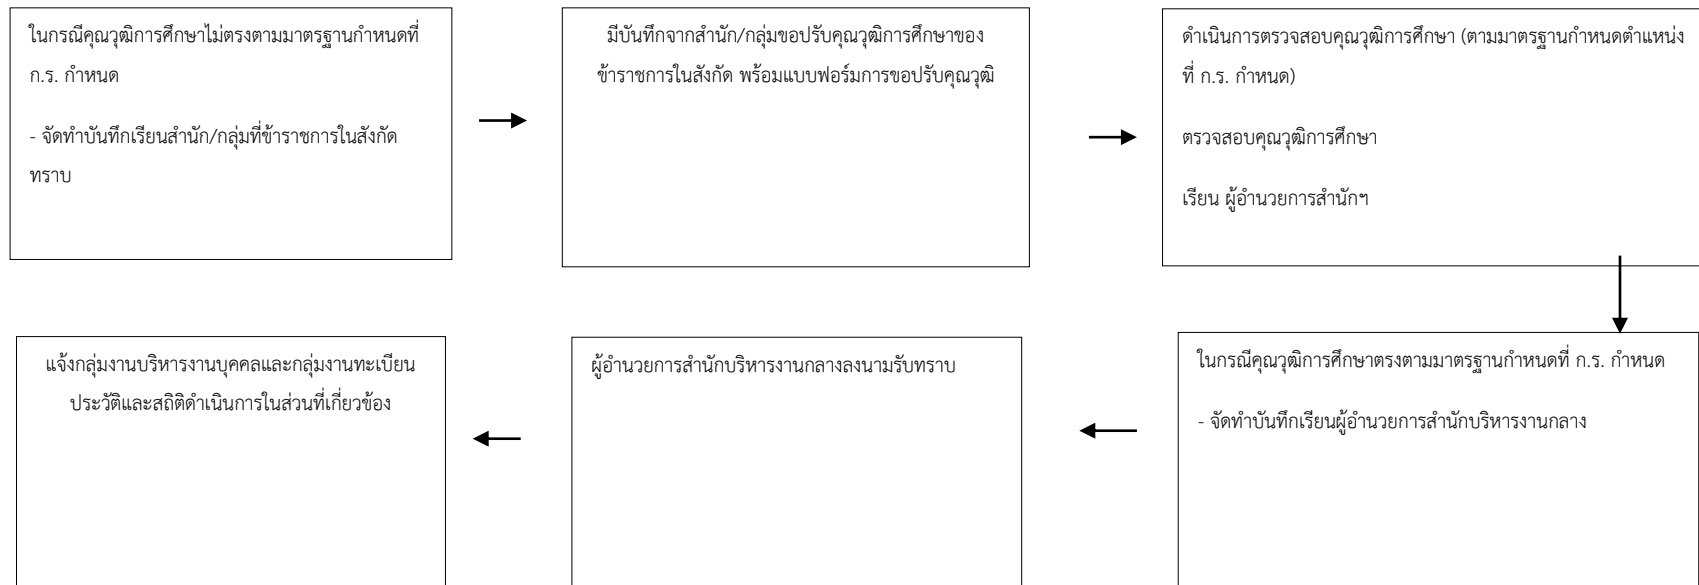 ในกรณีคุณวุฒิการศึกษาไม่ตรงตามมาตรฐานกำหนดที่
ก.ร. กำหนด
- จัดทำบันทึกเรียนสำนัก/กลุ่มที่ข้าราชการในสังกัด
ทราบ
มีบันทึกจากสำนัก/กลุ่มขอปรับคุณวุฒิการศึกษาของ
ข้าราชการในสังกัด พร้อมแบบฟอร์มการขอปรับคุณวุฒิ
ดำเนินการตรวจสอบคุณวุฒิการศึกษา (ตามมาตรฐานกำหนดตำแหน่ง
ที่ ก.ร. กำหนด)
ตรวจสอบคุณวุฒิการศึกษา
เรียน ผู้อำนวยการสำนักฯ
ในกรณีคุณวุฒิการศึกษาตรงตามมาตรฐานกำหนดที่ ก.ร. กำหนด
- จัดทำบันทึกเรียนผู้อำนวยการสำนักบริหารงานกลาง
ผู้อำนวยการสำนักบริหารงานกลางลงนามรับทราบ
แจ้งกลุ่มงานบริหารงานบุคคลและกลุ่มงานทะเบียน
ประวัติและสถิติดำเนินการในส่วนที่เกี่ยวข้อง